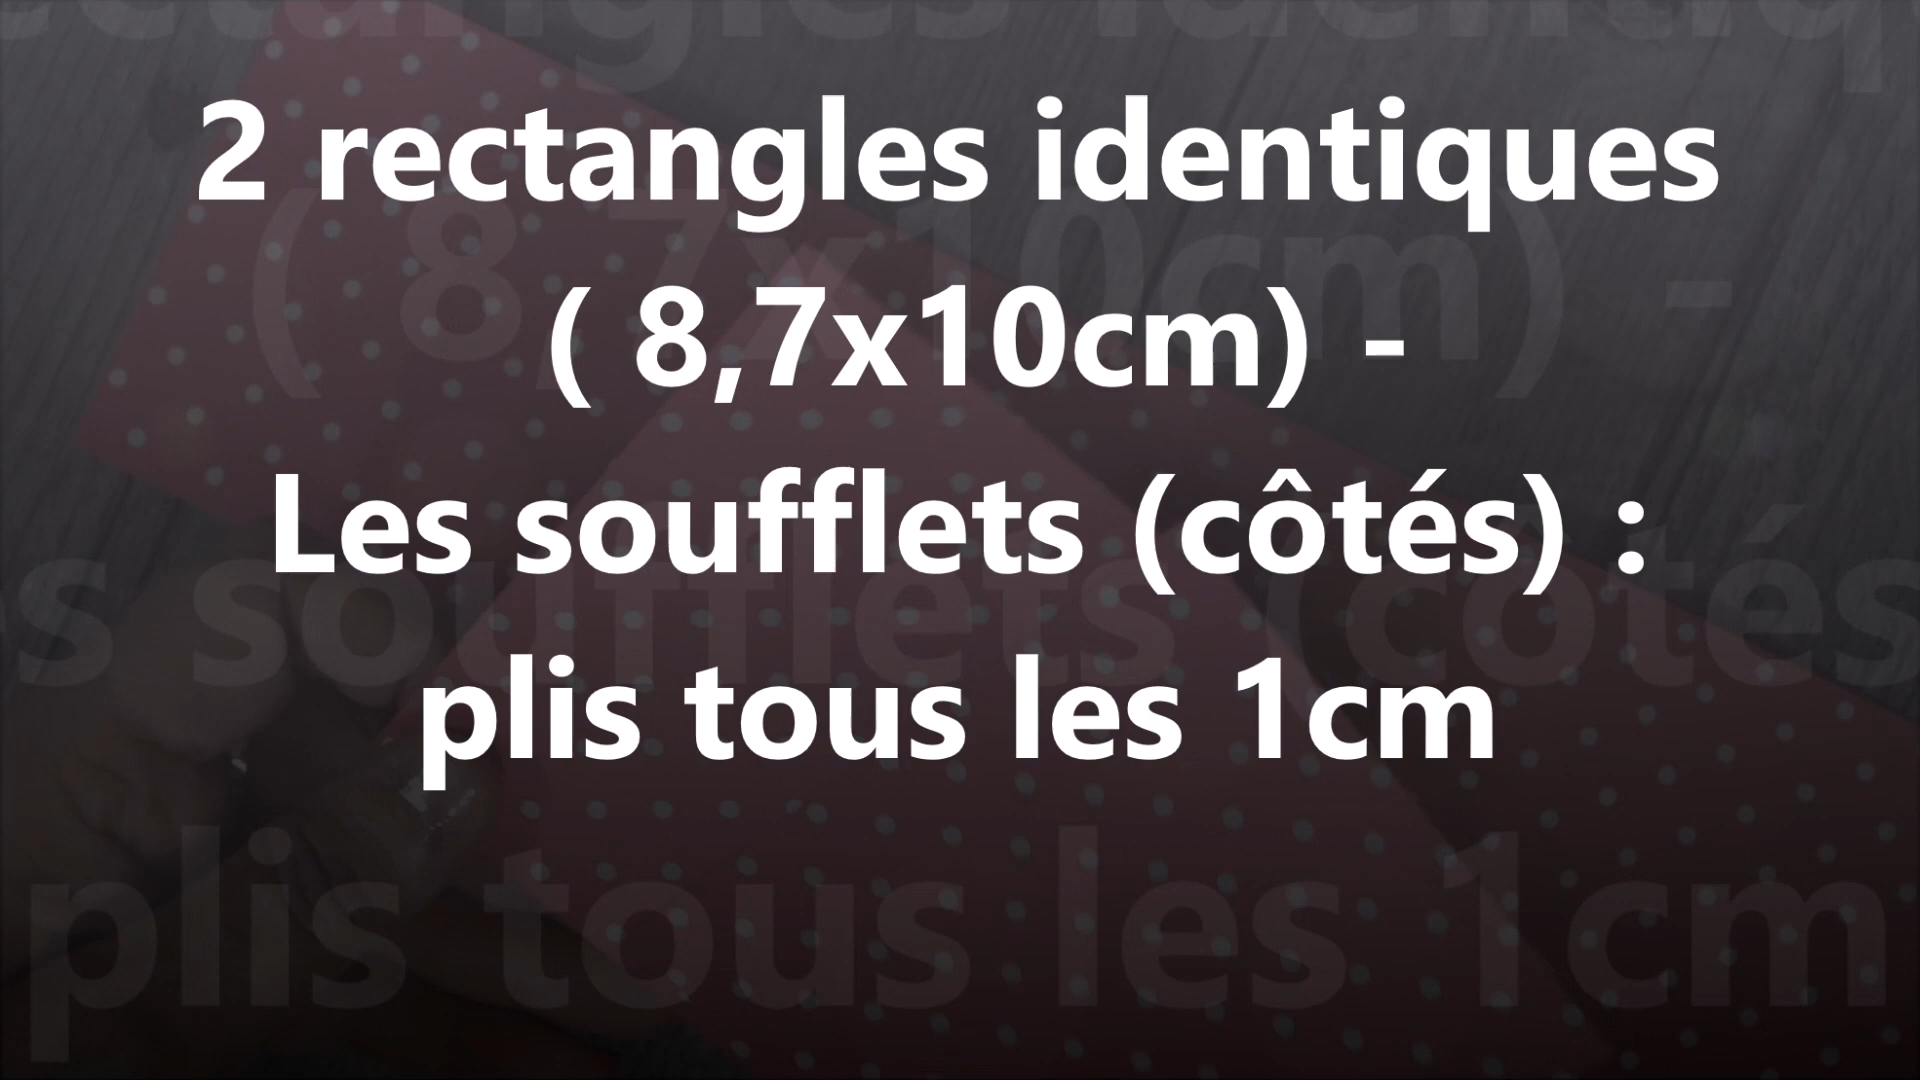 2 rectangles identiques
( 8,7x10cm) -
Les soufflets (côtés) :
plis tous les 1cm